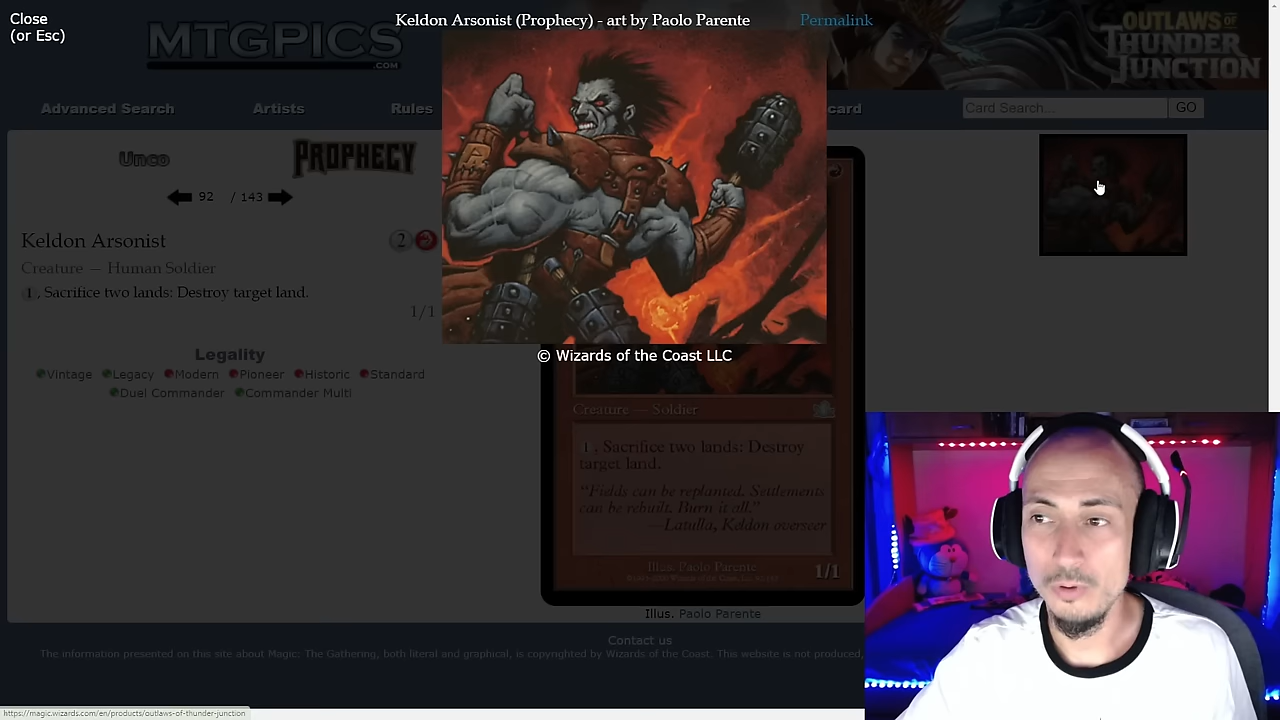 Close
(or Esc)
Keldon Arsonist (Prophecy) - art by Paolo Parente
Permalink
MTGPICS
.COM
OUTLAWS OF
THUNDER
JUNCTION
Advanced Search
Artists
Rules
card
Card Search....
GO
Unco
PROPHECY
92 / 143
Keldon Arsonist
2
Creature — Human Soldier
1, Sacrifice two lands: Destroy target land.
1/1
Legality
Vintage Legacy Modern Pioneer Historic Standard
Duel Commander Commander Multi
© Wizards of the Coast LLC
Creature — Soldier
1, Sacrifice two lands: Destroy
target land.
"Fields can be replanted. Settlements
can be rebuilt. Burn it all."
—Latulla, Keldon overseer
Illus. Paolo Parente
1/1
Illus. Paolo Parente
Contact us
The information presented on this site about Magic: The Gathering, both literal and graphical, is copyrighted by Wizards of the Coast. This website is not produced,
https://magic.wizards.com/en/products/outlaws-of-thunder-junction